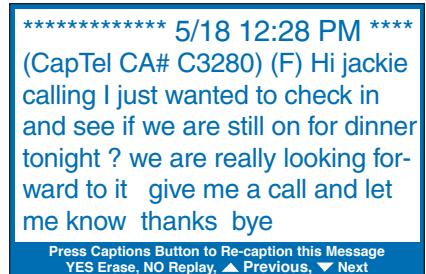 ************* 5/18 12:28 PM ****
(CapTel CA# C3280) (F) Hi jackie
calling I just wanted to check in
and see if we are still on for dinner
tonight ? we are really looking for-
ward to it   give me a call and let
me know  thanks  bye
Press Captions Button to Re-caption this Message
YES Erase, NO Replay, ▲ Previous, ▼ Next